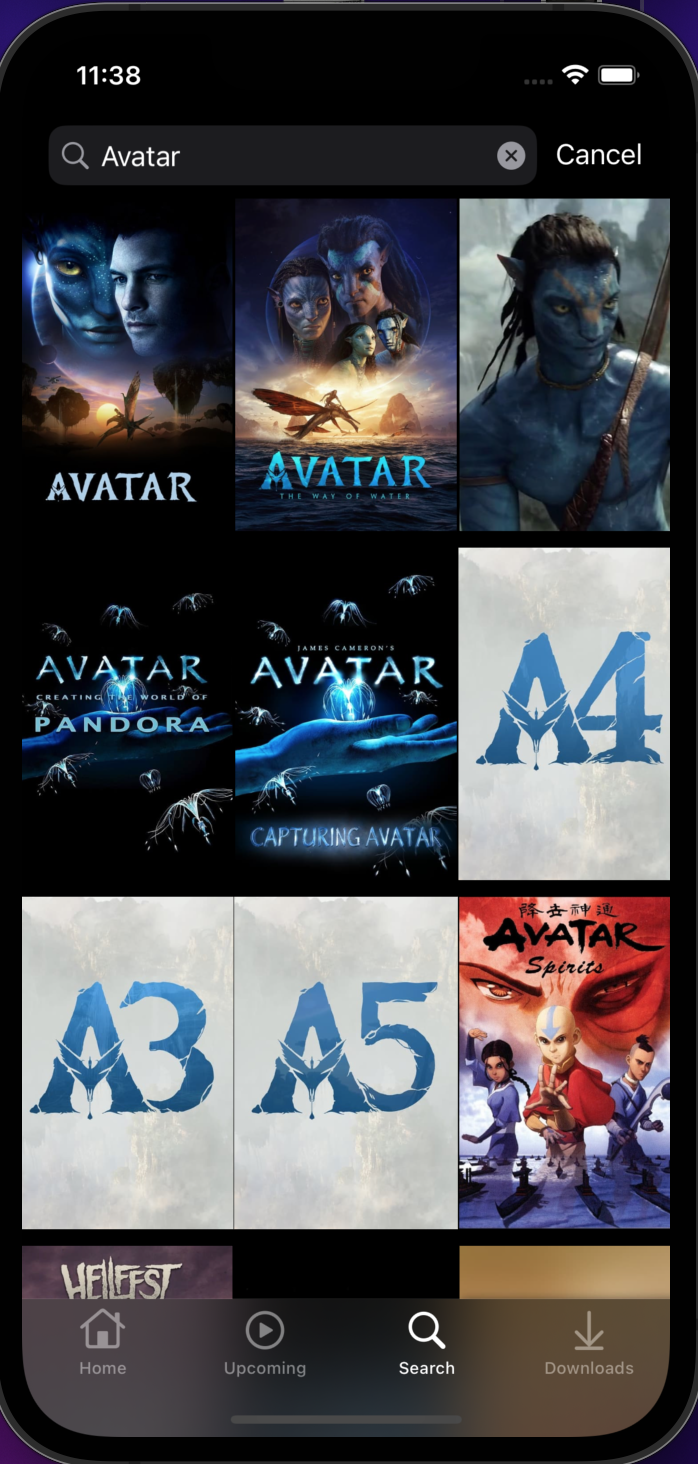 11:38
Avatar
Cancel
AVATAR
AVATAR
THE WAY OF WATER
AVATAR
CREATING THE WORLD OF
PANDORA
JAMES CAMERON'S
AVATAR
CAPTURING AVATAR
A4
A3
A5
降世神通
AVATAR
Spirits
HELLFEST
Home
Upcoming
Search
Downloads